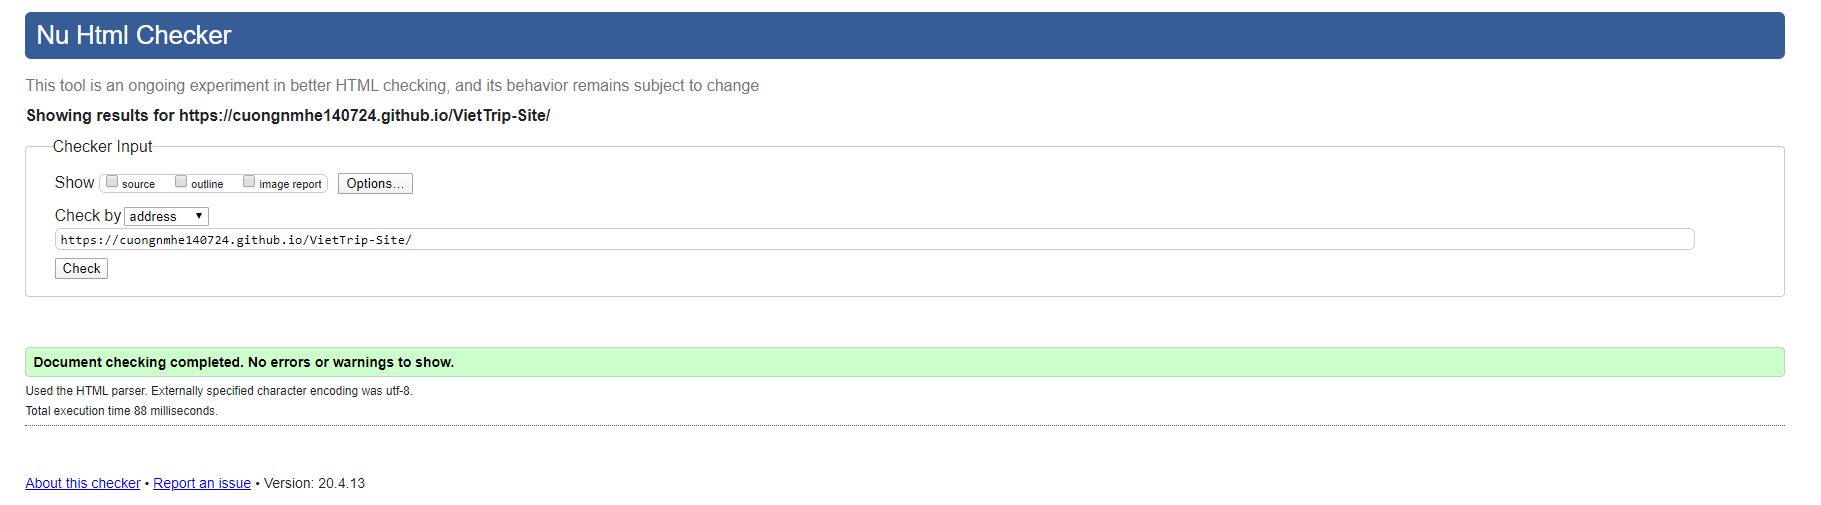 Nu Html Checker
This tool is an ongoing experiment in better HTML checking, and its behavior remains subject to change
Showing results for https://cuongnmhe140724.github.io/VietTrip-Site/
Checker Input
Show source outline image report Options...
Check by address
https://cuongnmhe140724.github.io/VietTrip-Site/
Check
Document checking completed. No errors or warnings to show.
Used the HTML parser. Externally specified character encoding was utf-8.
Total execution time 88 milliseconds.
About this checker • Report an issue • Version: 20.4.13